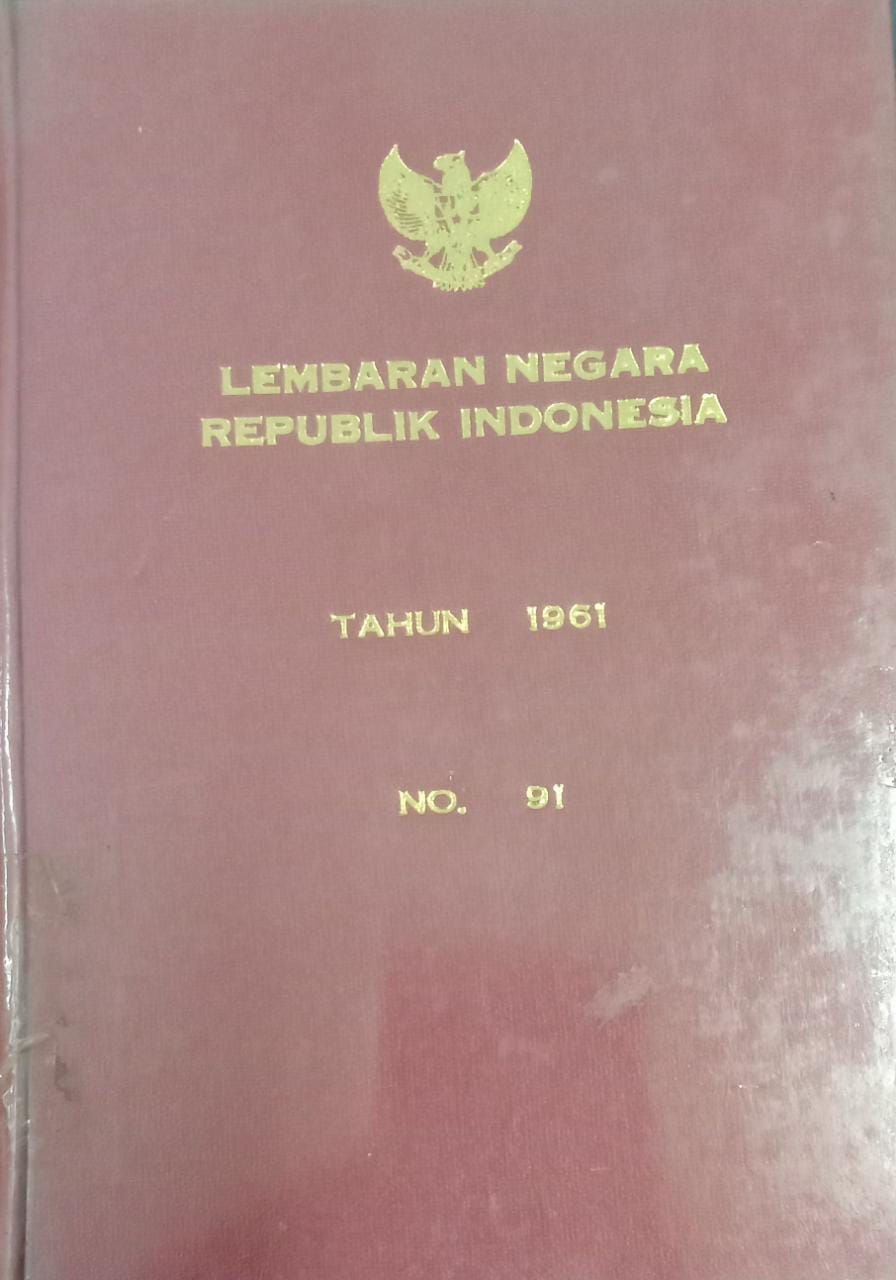 LEMBARAN NEGARA
REPUBLIK INDONESIA
TAHUN 1961
NO. 91